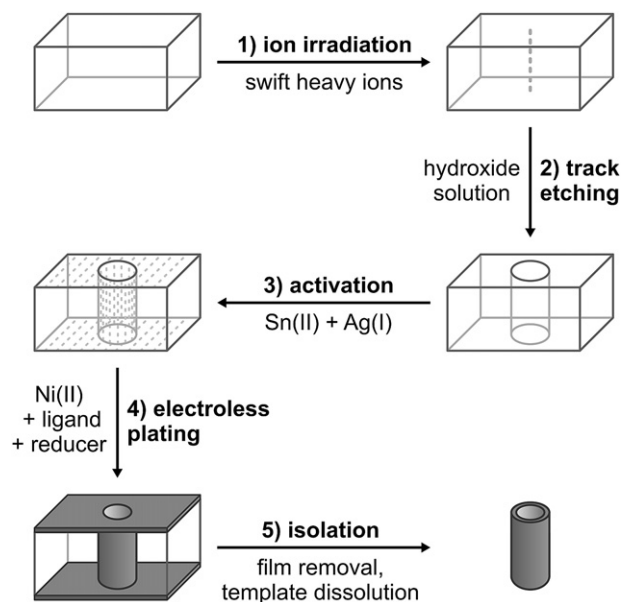 1) ion irradiation
swift heavy ions
hydroxide
solution
2) track
etching
3) activation
Sn(II) + Ag(I)
Ni(II)
+ ligand
+ reducer
4) electroless
plating
5) isolation
film removal,
template dissolution